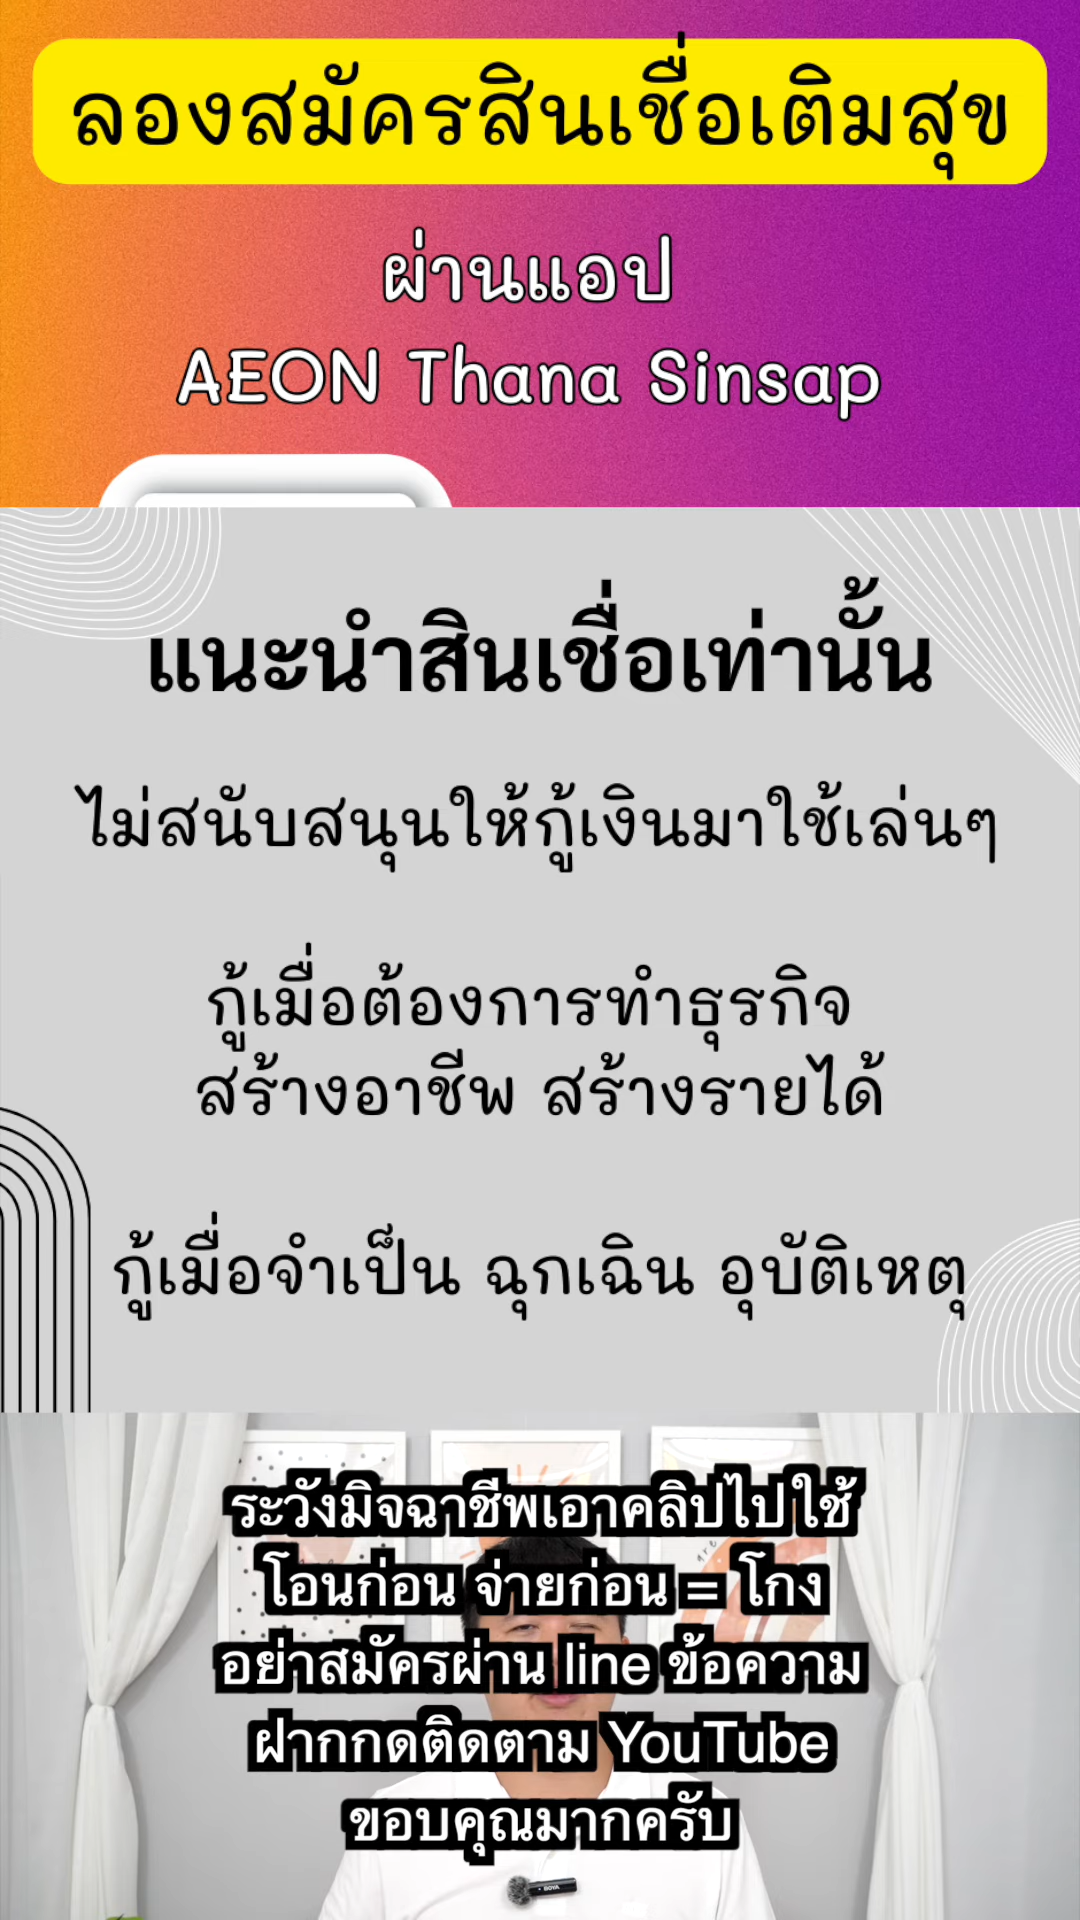 ลองสมัครสินเชื่อเติมสุข
ผ่านแอป
AEON Thana Sinsap
แนะนำสินเชื่อเท่านั้น
ไม่สนับสนุนให้กู้เงินมาใช้เล่นๆ
กู้เมื่อต้องการทำธุรกิจ
สร้างอาชีพ สร้างรายได้
กู้เมื่อจำเป็น ฉุกเฉิน อุบัติเหตุ
ระวังมิจฉาชีพเอาคลิปไปใช้
โอนก่อน จ่ายก่อน = โกง
อย่าสมัครผ่าน line ข้อความ
ฝากกดติดตาม YouTube
ขอบคุณมากครับ
BOYA